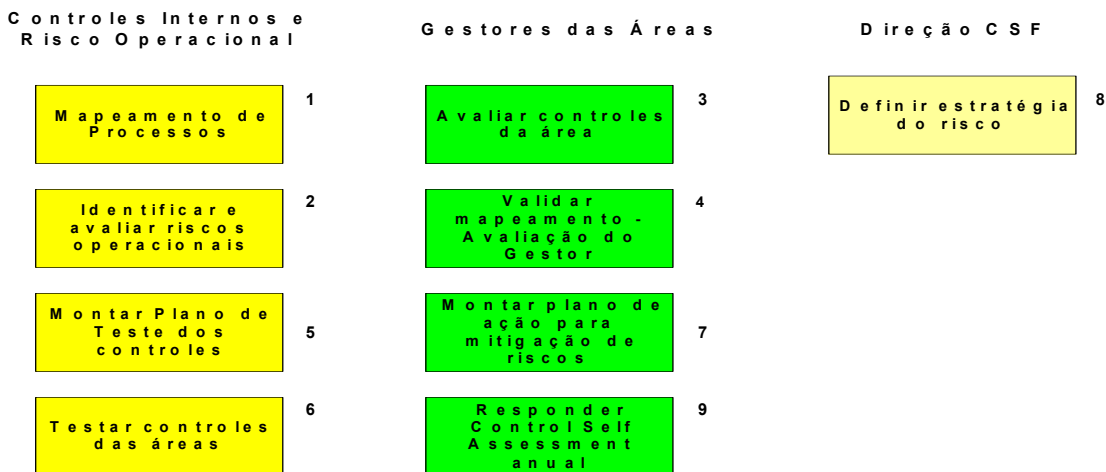 Controles Internos e
Risco Operacional
Mapeamento de
Processos
1
Identificar e
avaliar riscos
operacionais
2
Montar Plano de
Teste dos
controles
5
Testar controles
das áreas
6
Gestores das Áreas
Avaliar controles
da área
3
Validar
mapeamento -
Avaliação do
Gestor
4
Montar plano de
ação para
mitigação de
riscos
7
Responder
Control Self
Assessment
anual
9
Direção CSF
Definir estratégia
do risco
8